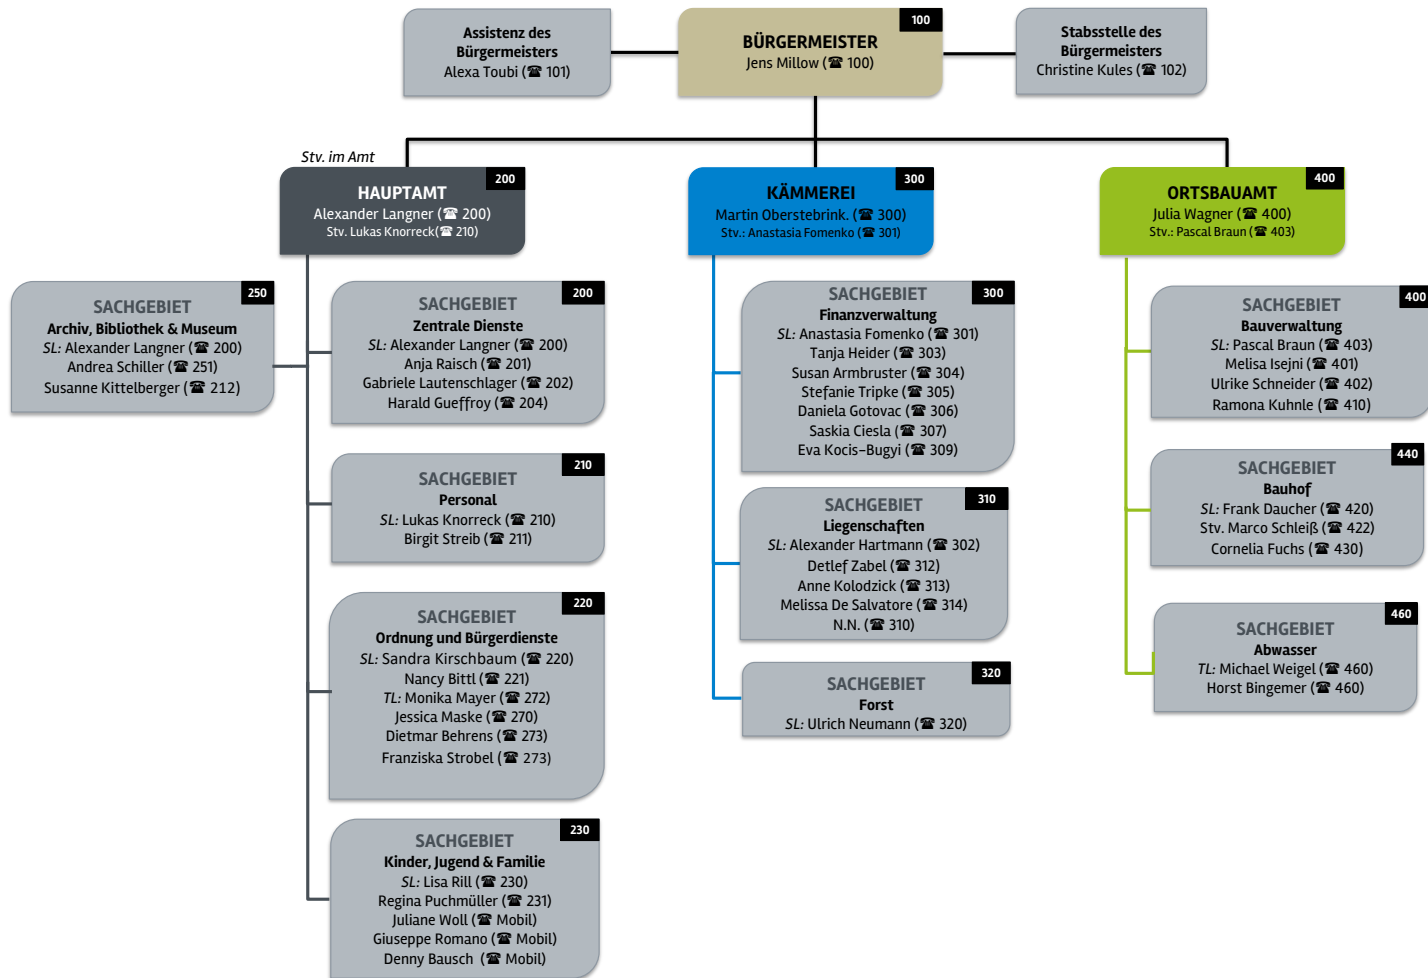 Assistenz des
Bürgermeisters
Alexa Toubi (☎ 101)
100
BÜRGERMEISTER
Jens Millow (☎ 100)
Stabsstelle des
Bürgermeisters
Christine Kules (☎ 102)
Stv. im Amt
200
HAUPTAMT
Alexander Langner (☎ 200)
Stv. Lukas Knorreck(☎ 210)
300
KÄMMEREI
Martin Oberstebrink. (☎ 300)
Stv.: Anastasia Fomenko (☎ 301)
400
ORTSBAUAMT
Julia Wagner (☎ 400)
Stv.: Pascal Braun (☎ 403)
250
SACHGEBIET
Archiv, Bibliothek & Museum
SL: Alexander Langner (☎ 200)
Andrea Schiller (☎ 251)
Susanne Kittelberger (☎ 212)
200
SACHGEBIET
Zentrale Dienste
SL: Alexander Langner (☎ 200)
Anja Raisch (☎ 201)
Gabriele Lautenschlager (☎ 202)
Harald Gueffroy (☎ 204)
210
SACHGEBIET
Personal
SL: Lukas Knorreck (☎ 210)
Birgit Streib (☎ 211)
220
SACHGEBIET
Ordnung und Bürgerdienste
SL: Sandra Kirschbaum (☎ 220)
Nancy Bittl (☎ 221)
TL: Monika Mayer (☎ 272)
Jessica Maske (☎ 270)
Dietmar Behrens (☎ 273)
Franziska Strobel (☎ 273)
230
SACHGEBIET
Kinder, Jugend & Familie
SL: Lisa Rill (☎ 230)
Regina Puchmüller (☎ 231)
Juliane Woll (☎ Mobil)
Giuseppe Romano (☎ Mobil)
Denny Bausch (☎ Mobil)
300
SACHGEBIET
Finanzverwaltung
SL: Anastasia Fomenko (☎ 301)
Tanja Heider (☎ 303)
Susan Armbruster (☎ 304)
Stefanie Tripke (☎ 305)
Daniela Gotovac (☎ 306)
Saskia Ciesla (☎ 307)
Eva Kocis-Bugyi (☎ 309)
310
SACHGEBIET
Liegenschaften
SL: Alexander Hartmann (☎ 302)
Detlef Zabel (☎ 312)
Anne Kolodzick (☎ 313)
Melissa De Salvatore (☎ 314)
N.N. (☎ 310)
320
SACHGEBIET
Forst
SL: Ulrich Neumann (☎ 320)
400
SACHGEBIET
Bauverwaltung
SL: Pascal Braun (☎ 403)
Melisa Isejni (☎ 401)
Ulrike Schneider (☎ 402)
Ramona Kuhnle (☎ 410)
440
SACHGEBIET
Bauhof
SL: Frank Daucher (☎ 420)
Stv. Marco Schleiß (☎ 422)
Cornelia Fuchs (☎ 430)
460
SACHGEBIET
Abwasser
TL: Michael Weigel (☎ 460)
Horst Bingemer (☎ 460)